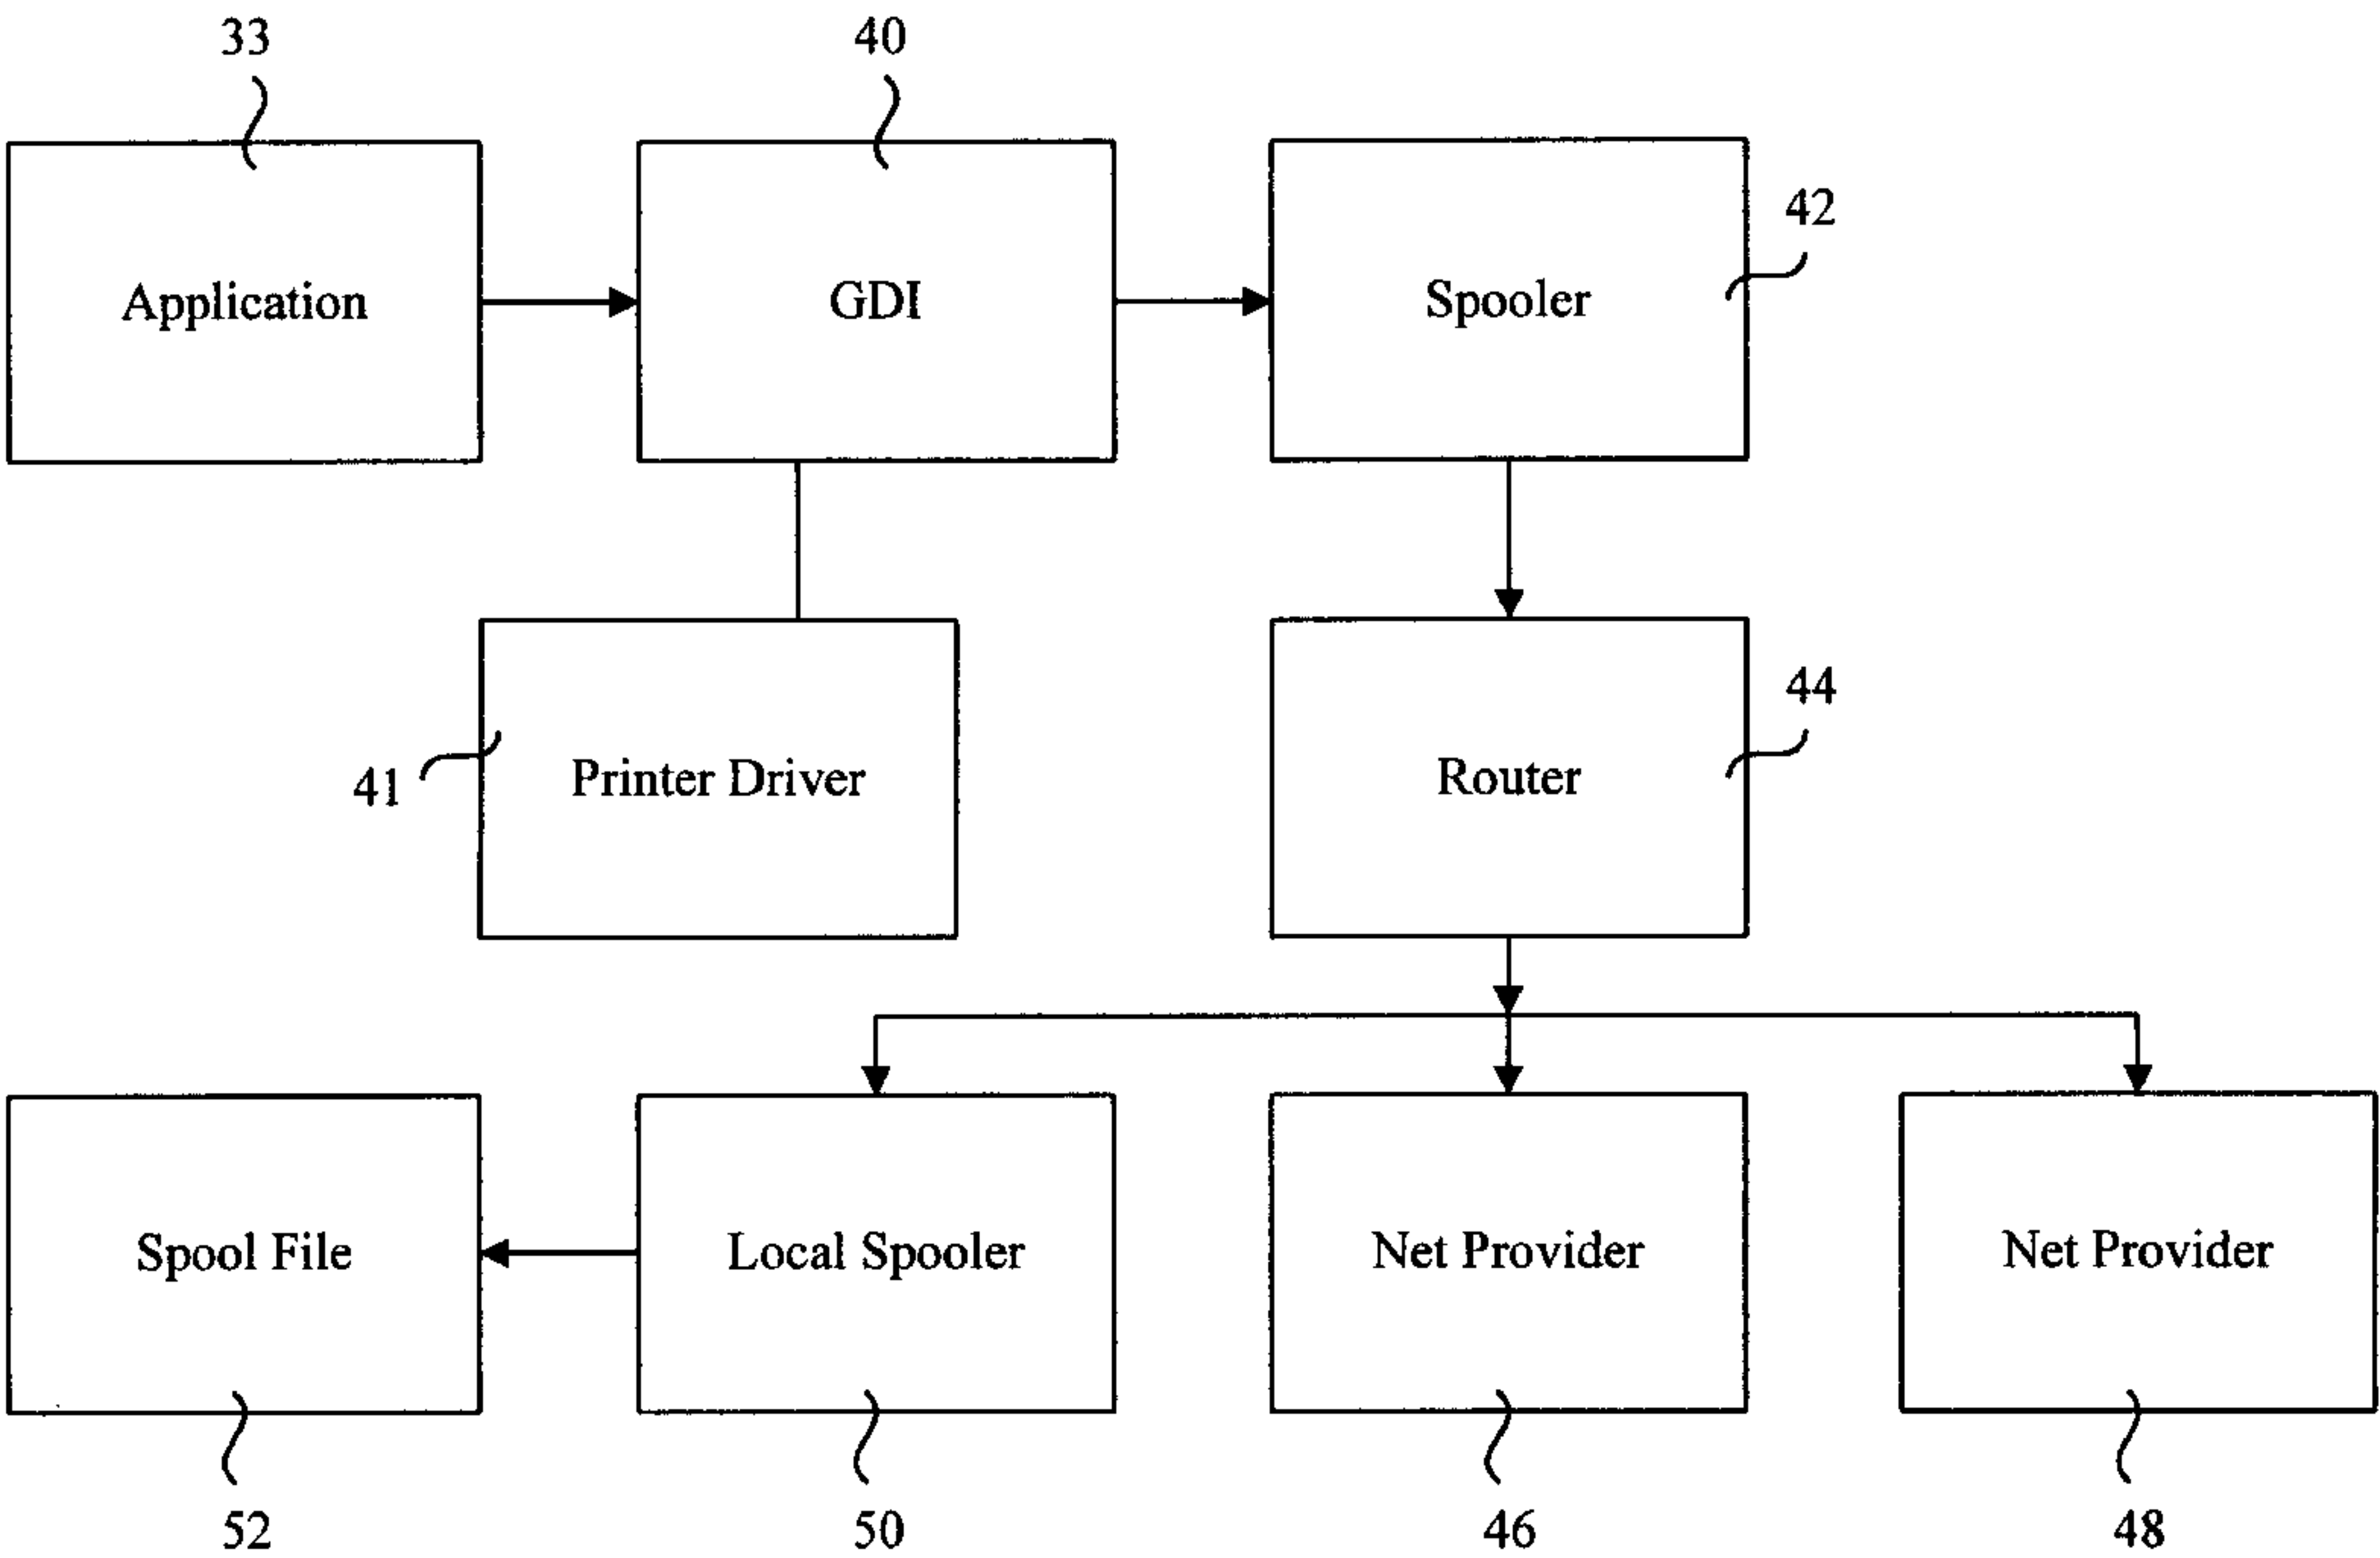 33
40
42
Application
GDI
Spooler
44
41
Printer Driver
Router
Spool File
Local Spooler
Net Provider
Net Provider
52
50
46
48